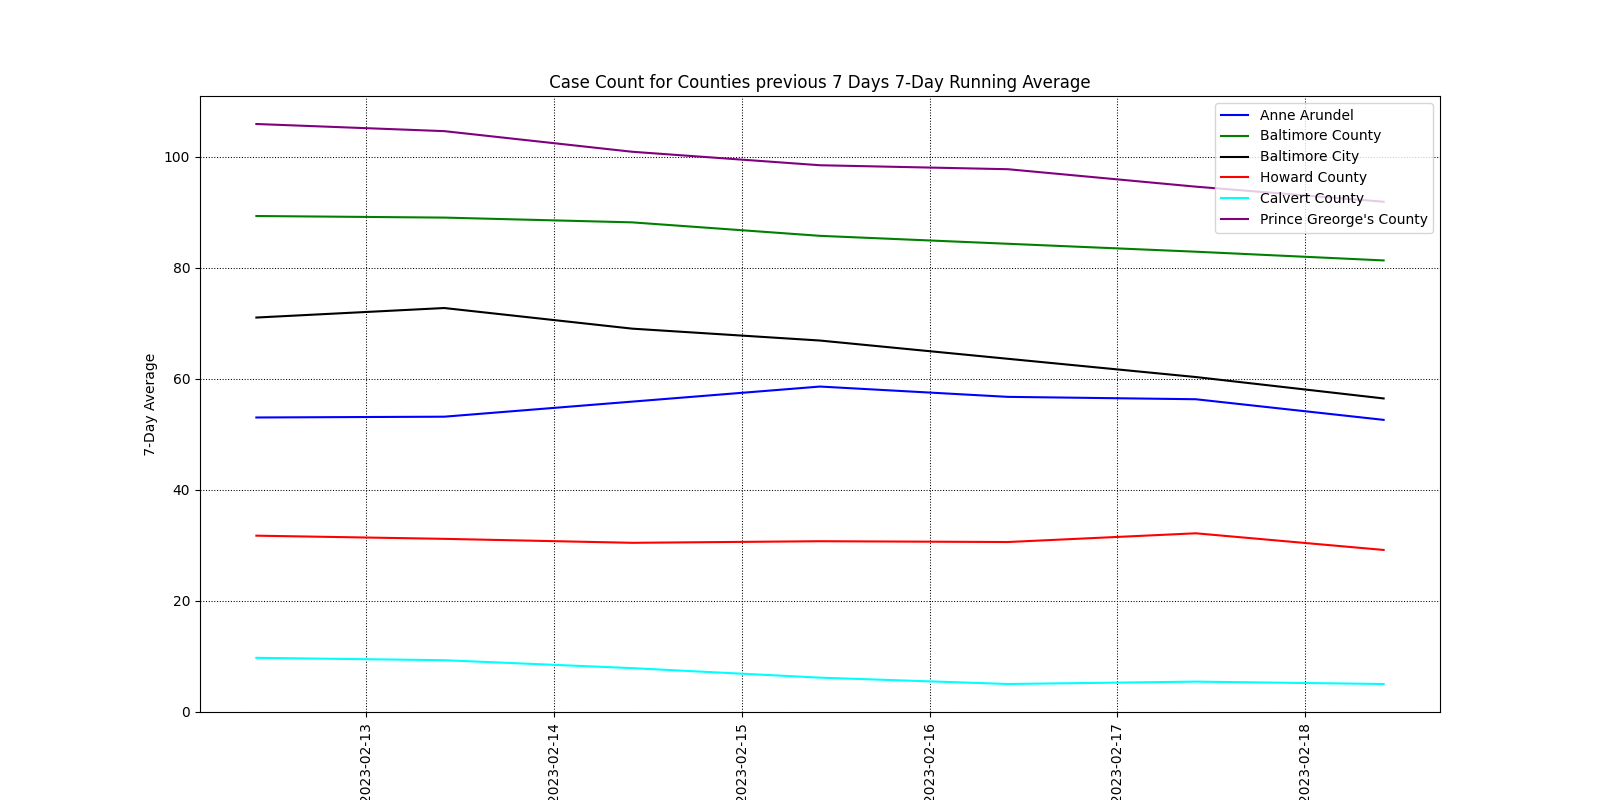 Case Count for Counties previous 7 Days 7-Day Running Average
Anne Arundel
Baltimore County
Baltimore City
Howard County
Calvert County
Prince Greorge's County
7-Day Average
100
80
60
40
20
0
2023-02-13
2023-02-14
2023-02-15
2023-02-16
2023-02-17
2023-02-18